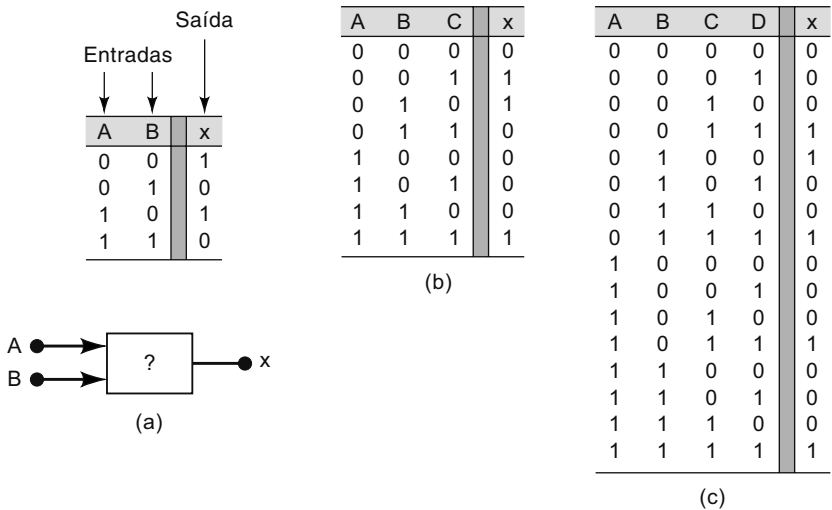 Saída
Entradas
A B x
0 0 1
0 1 0
1 0 1
1 1 0
A
B
?
x
(a)
A B C x
0 0 0 0
0 0 1 1
0 1 0 1
0 1 1 0
1 0 0 0
1 0 1 0
1 1 0 0
1 1 1 1
(b)
A B C D x
0 0 0 0 0
0 0 0 1 0
0 0 1 0 0
0 0 1 1 1
0 1 0 0 1
0 1 0 1 0
0 1 1 0 0
0 1 1 1 1
1 0 0 0 0
1 0 0 1 0
1 0 1 0 0
1 0 1 1 1
1 1 0 0 0
1 1 0 1 0
1 1 1 0 0
1 1 1 1 1
(c)